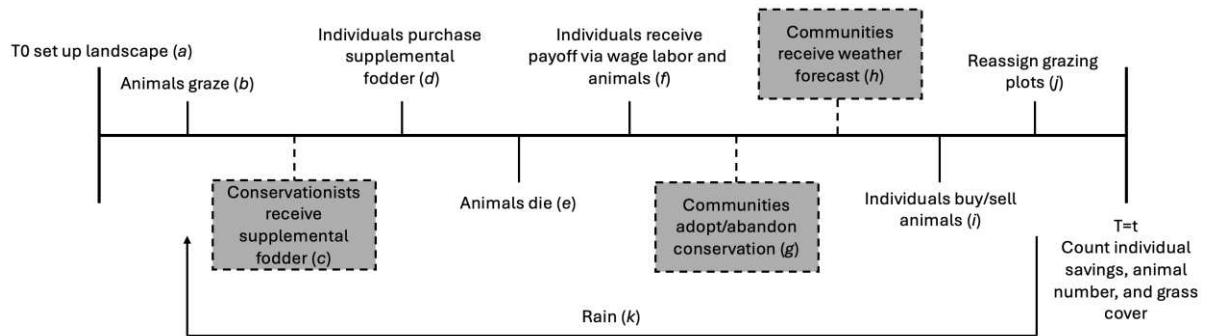 T0 set up landscape (a)
Animals graze (b)
Conservationists
receive
supplemental
fodder (c)
Individuals purchase
supplemental
fodder (d)
Animals die (e)
Individuals receive
payoff via wage labor and
animals (f)
Communities
adopt/abandon
conservation (g)
Communities
receive weather
forecast (h)
Individuals buy/sell
animals (i)
Reassign grazing
plots (j)
T=t
Count individual
savings, animal
number, and grass
cover
Rain (k)